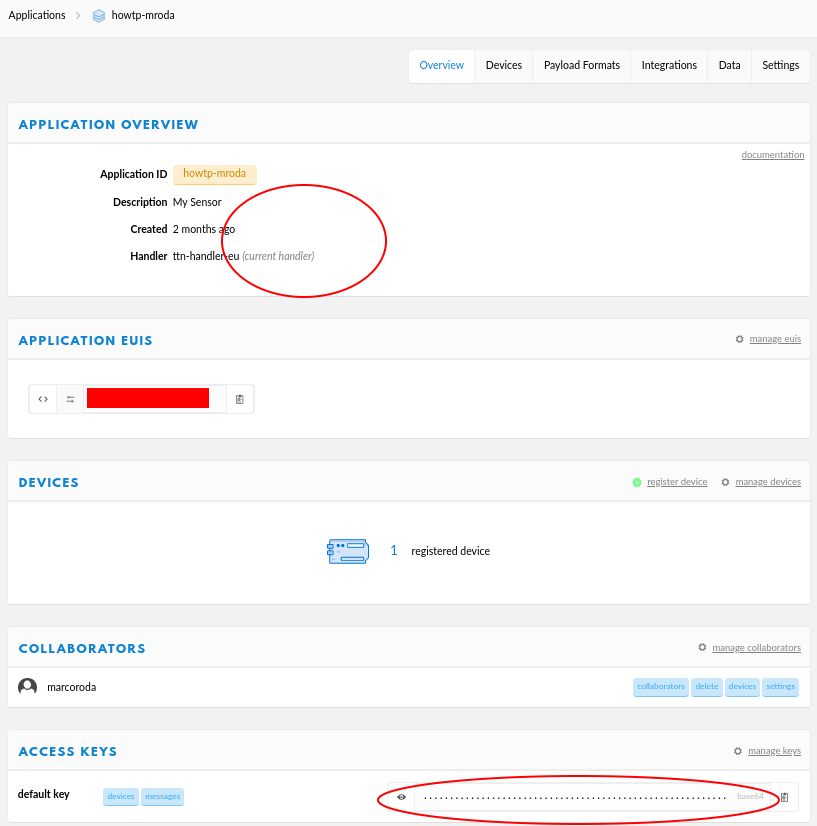 Applications > howtp-mroda
Overview Devices Payload Formats Integrations Data Settings
APPLICATION OVERVIEW
documentation
Application ID howtp-mroda
Description My Sensor
Created 2 months ago
Handler ttn-handler-eu (current handler)
APPLICATION EUIS
manage euis
<>
DEVICES
register device manage devices
1 registered device
COLLABORATORS
manage collaborators
marcoroda
collaborators delete devices settings
ACCESS KEYS
manage keys
default key devices messages
base64